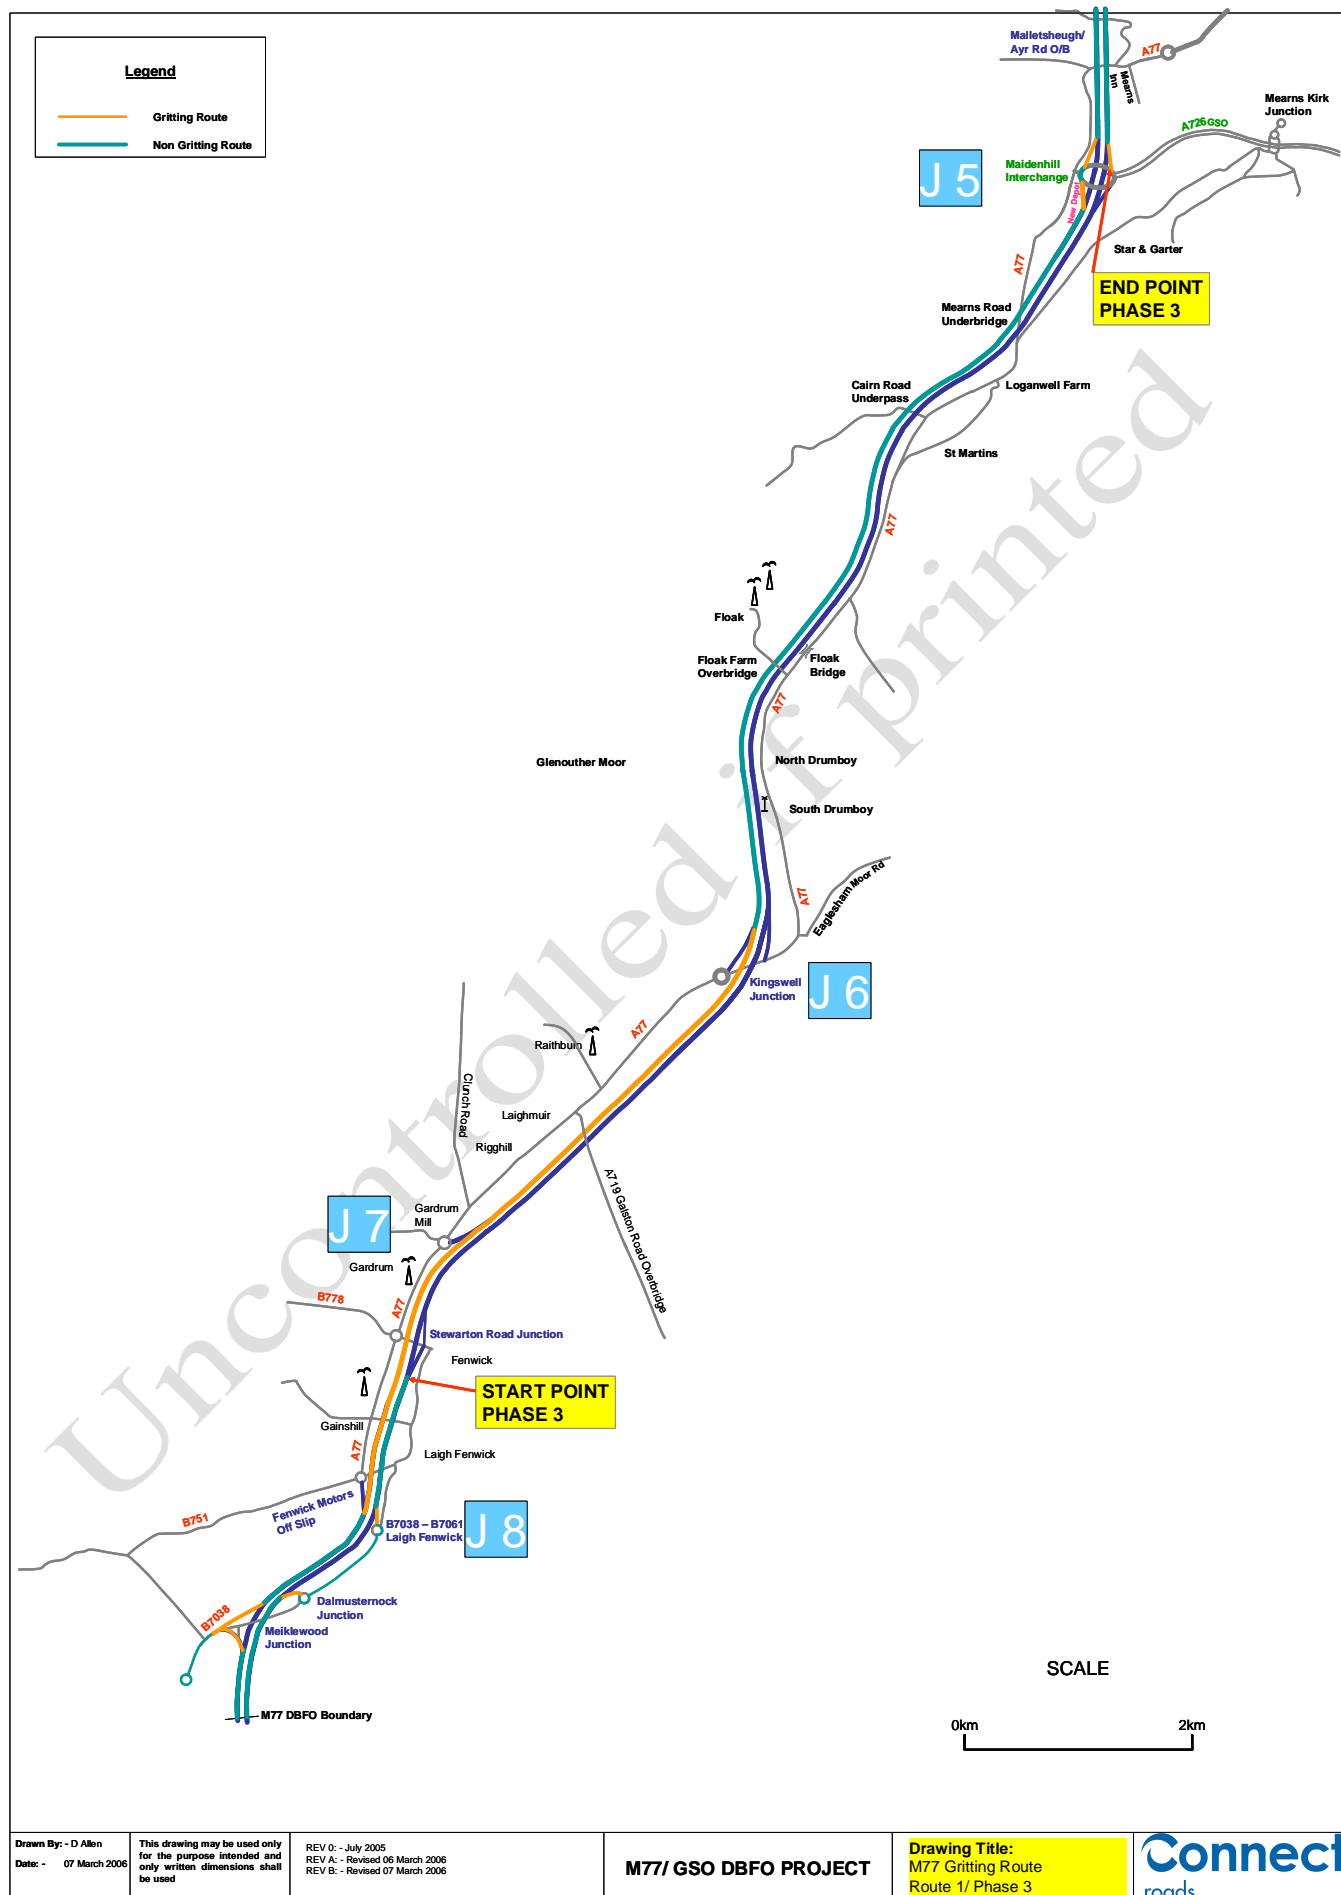 Legend
Gritting Route
Non Gritting Route
Malletsheugh/
Ayr Rd O/B
A77
Mearns
Inn
Mearns Kirk
Junction
A726 GSO
J 5
Maidenhill
Interchange
New Depot
Star & Garter
A77
END POINT
PHASE 3
Mearns Road
Underbridge
Cairn Road
Underpass
Loganwell Farm
St Martins
A77
Floak
Floak Farm
Overbridge
Floak
Bridge
A77
Glenouther Moor
North Drumboy
South Drumboy
A77
Eaglesham Moor Rd
Kingswell
Junction
J 6
A77
Raithburn
Clunch Road
Laighmuir
Rigghill
A719 Galston Road Overbridge
J 7
Gardrum
Mill
Gardrum
B778
A77
Stewarton Road Junction
Fenwick
START POINT
PHASE 3
Gainshill
A77
Laigh Fenwick
Fenwick Motors
Off Slip
B751
B7038 – B7061
Laigh Fenwick
J 8
B7038
Dalmusternock
Junction
Meiklewood
Junction
M77 DBFO Boundary
Uncontrolled if printed
SCALE
0km 2km
Drawn By: - D Allen
Date: - 07 March 2006
This drawing may be used only
for the purpose intended and
only written dimensions shall
be used
REV 0: - July 2005
REV A: - Revised 06 March 2006
REV B: - Revised 07 March 2006
M77/ GSO DBFO PROJECT
Drawing Title:
M77 Gritting Route
Route 1/ Phase 3
Connect
roads